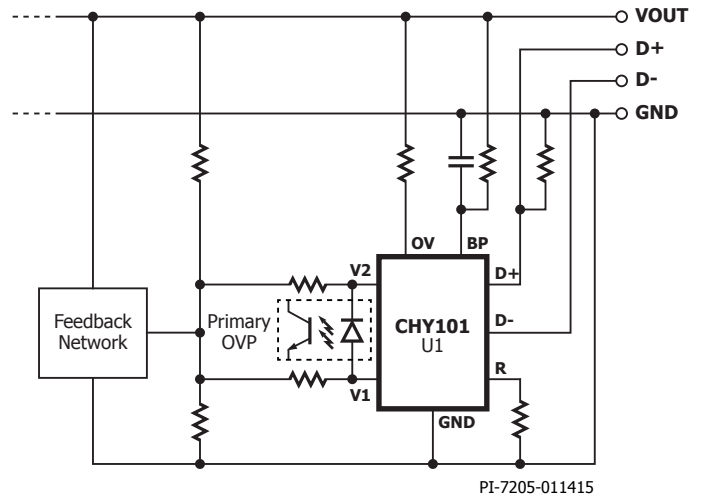 VOUT
D+
D-
GND
OV
BP
V2
D+
Feedback
Network
Primary
OVP
CHY101
U1
D-
R
V1
GND
PI-7205-011415